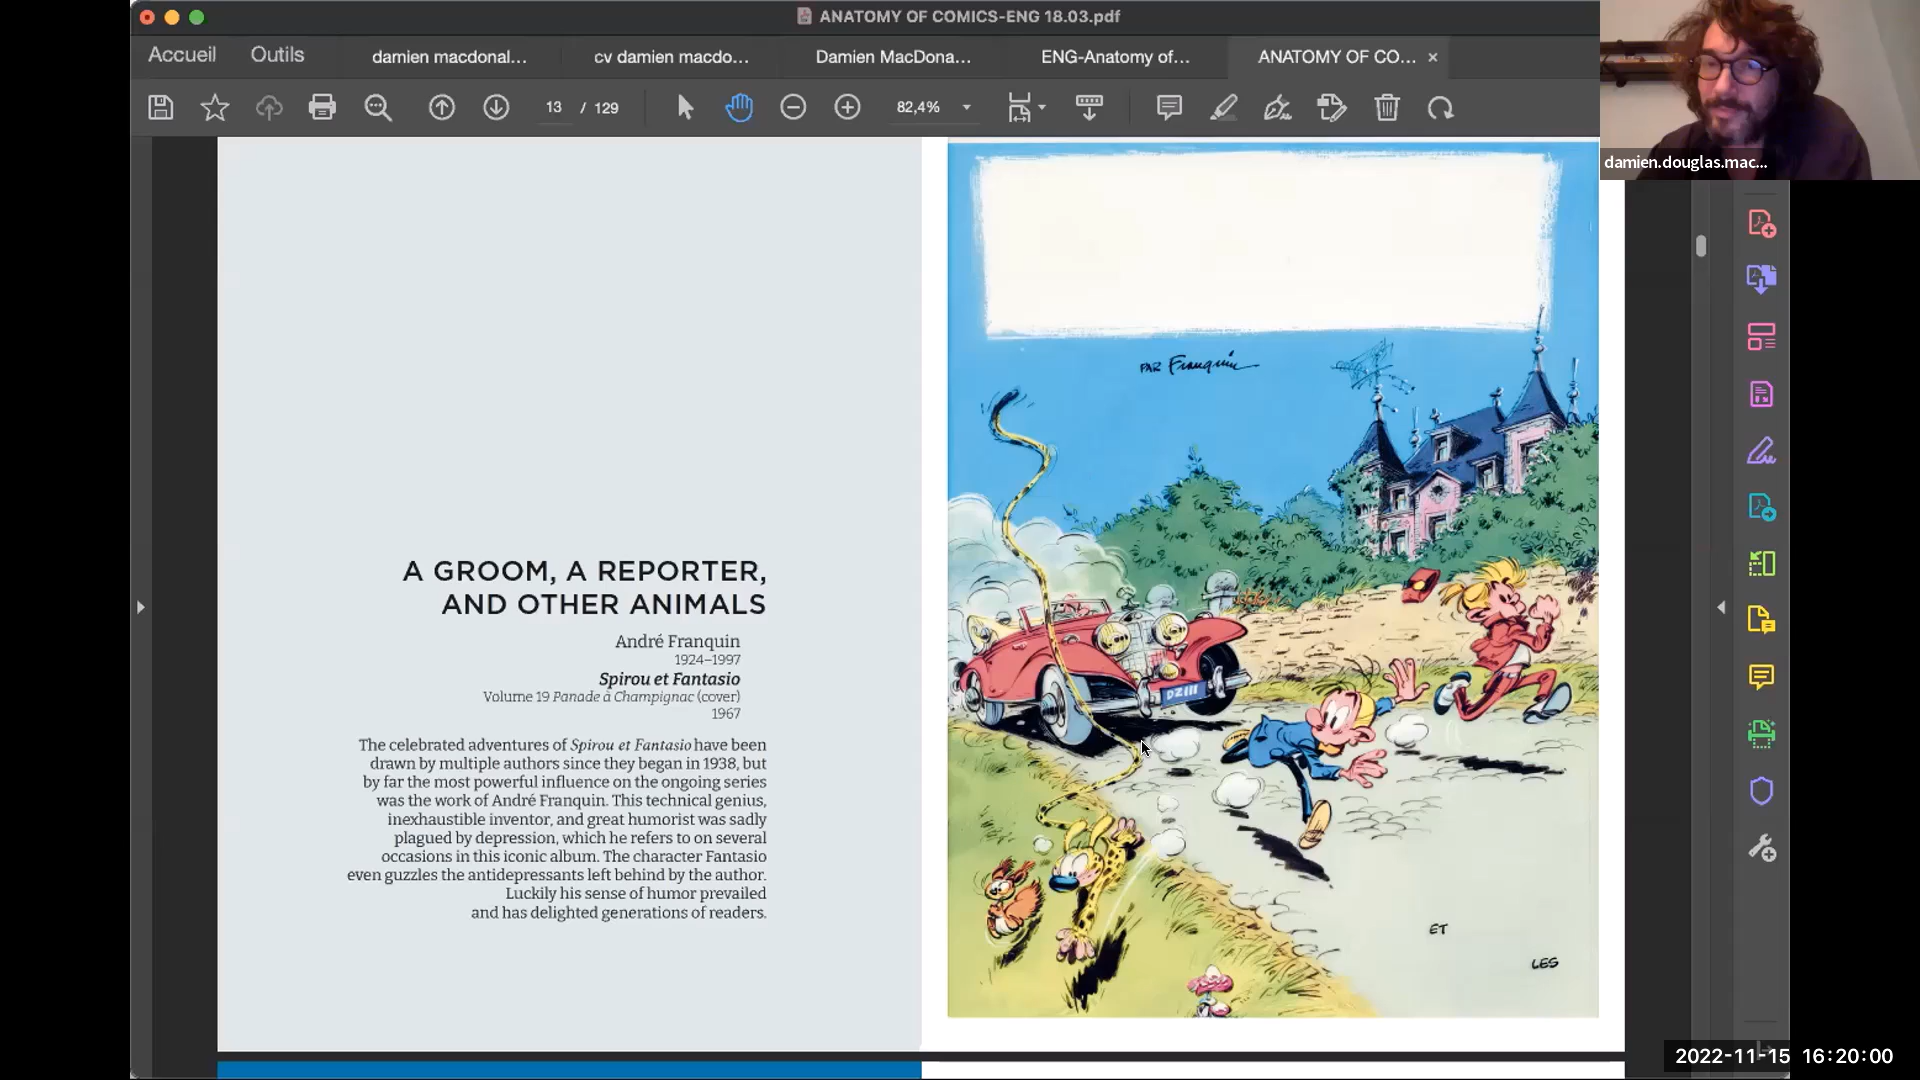 ANATOMY OF COMICS-ENG 18.03.pdf
Accueil
Outils
damien macdonal...
cv damien macdo...
Damien MacDona...
ENG-Anatomy of...
ANATOMY OF CO...
13 / 129
82,4%
damien.douglas.mac...
A GROOM, A REPORTER,
AND OTHER ANIMALS
André Franquin
1924–1997
Spirou et Fantasio
Volume 19 Panade à Champignac (cover)
1967
The celebrated adventures of Spirou et Fantasio have been
drawn by multiple authors since they began in 1938, but
by far the most powerful influence on the ongoing series
was the work of André Franquin. This technical genius,
inexhaustible inventor, and great humorist was sadly
plagued by depression, which he refers to on several
occasions in this iconic album. The character Fantasio
even guzzles the antidepressants left behind by the author.
Luckily his sense of humor prevailed
and has delighted generations of readers.
PAR Franquin
DZIII
ET
LES
2022-11-15 16:20:00